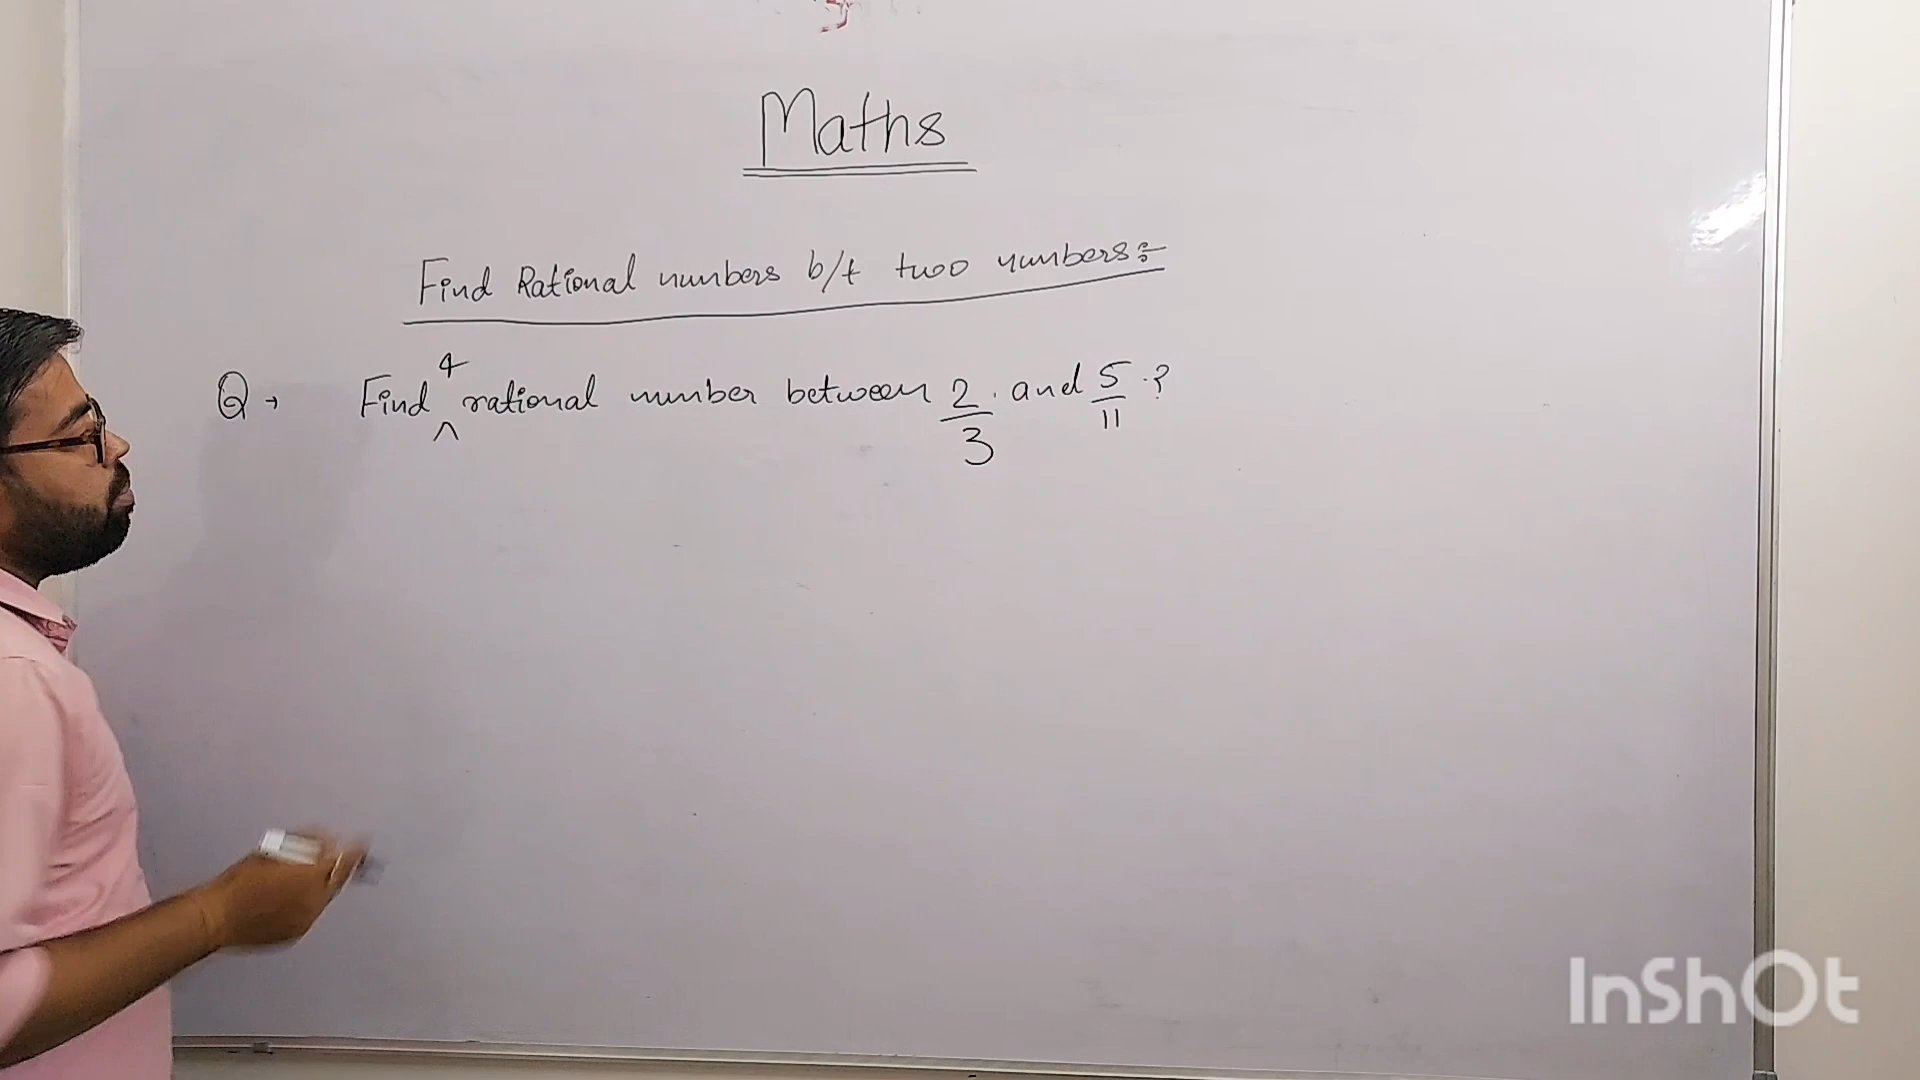 Maths
Find Rational numbers b/t two numbers:-
Q → Find ^4 rational number between 2/3 and 5/11 ?
InShOt